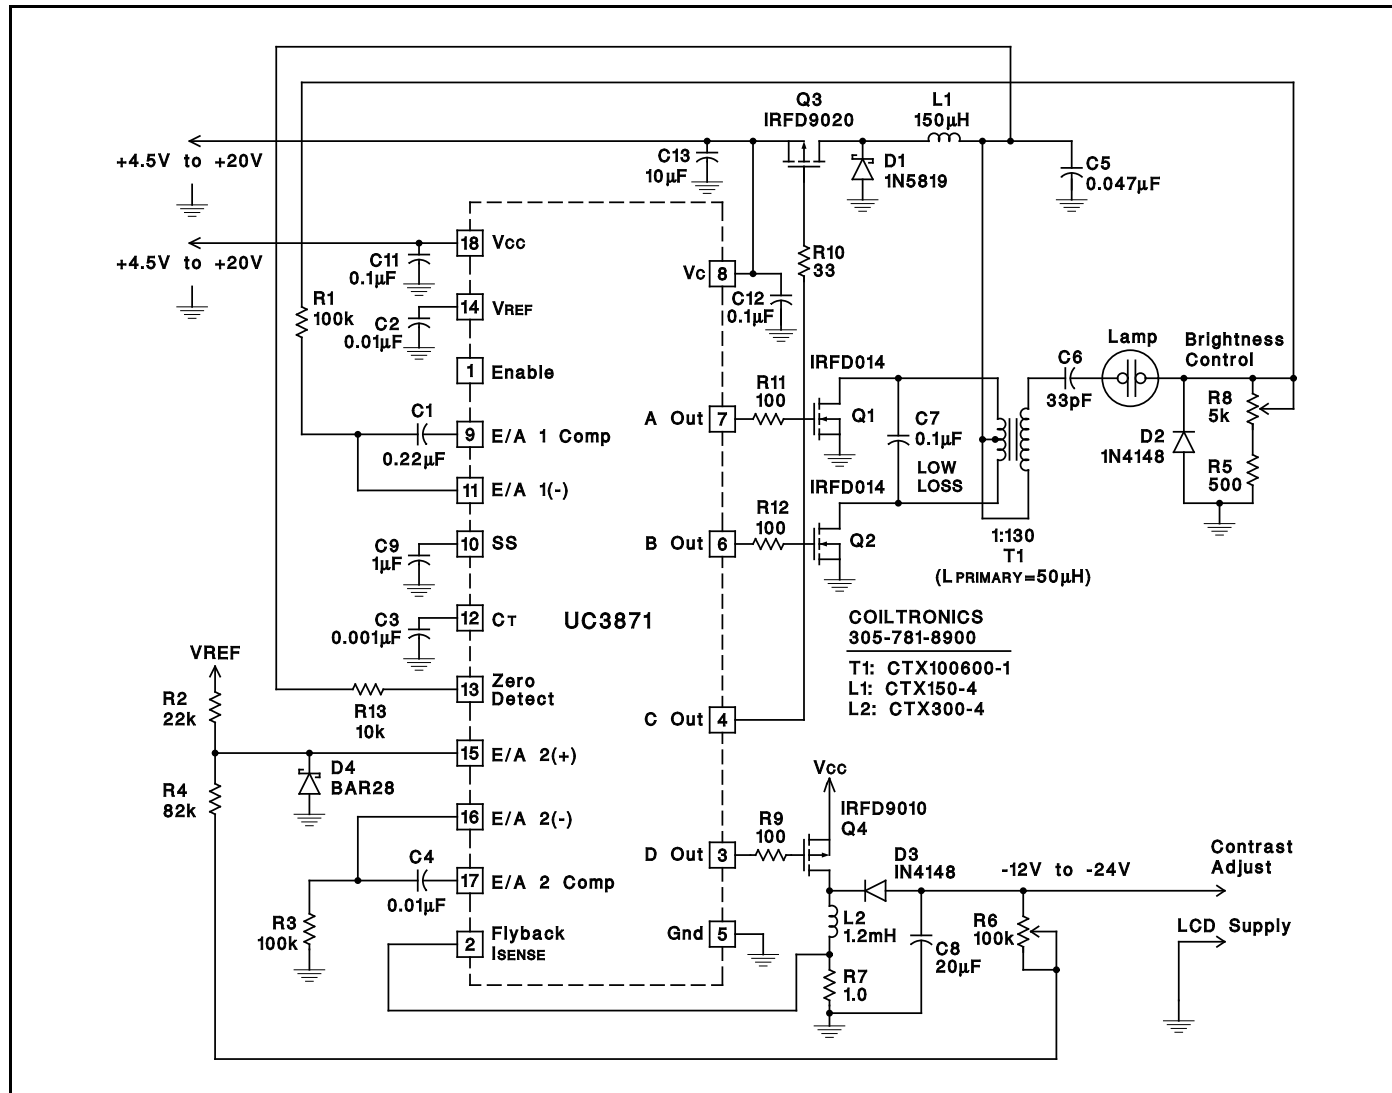 Q3
IRFD9020
L1
150µH
+4.5V to +20V
C13
10µF
D1
1N5819
C5
0.047µF
+4.5V to +20V
18
Vcc
C11
0.1µF
Vc
8
R10
33
R1
100k
14
VREF
C2
0.01µF
C12
0.1µF
1
Enable
IRFD014
C6
33pF
Lamp
Brightness
Control
R8
5k
R11
100
A Out
7
Q1
C7
0.1µF
LOW
LOSS
C1
0.22µF
9
E/A 1 Comp
D2
1N4148
R5
500
11
E/A 1(-)
IRFD014
R12
100
B Out
6
Q2
10
SS
C9
1µF
1:130
T1
(LPRIMARY=50µH)
12
CT
C3
0.001µF
UC3871
COILTRONICS
305-781-8900
T1: CTX100600-1
L1: CTX150-4
L2: CTX300-4
VREF
R2
22k
13
Zero
Detect
R13
10k
C Out
4
15
E/A 2(+)
D4
BAR28
R4
82k
Vcc
IRFD9010
Q4
16
E/A 2(-)
R9
100
D Out
3
D3
IN4148
-12V to -24V
Contrast
Adjust
C4
0.01µF
17
E/A 2 Comp
R3
100k
2
Flyback
ISENSE
Gnd
5
L2
1.2mH
C8
20µF
R6
100k
LCD Supply
R7
1.0